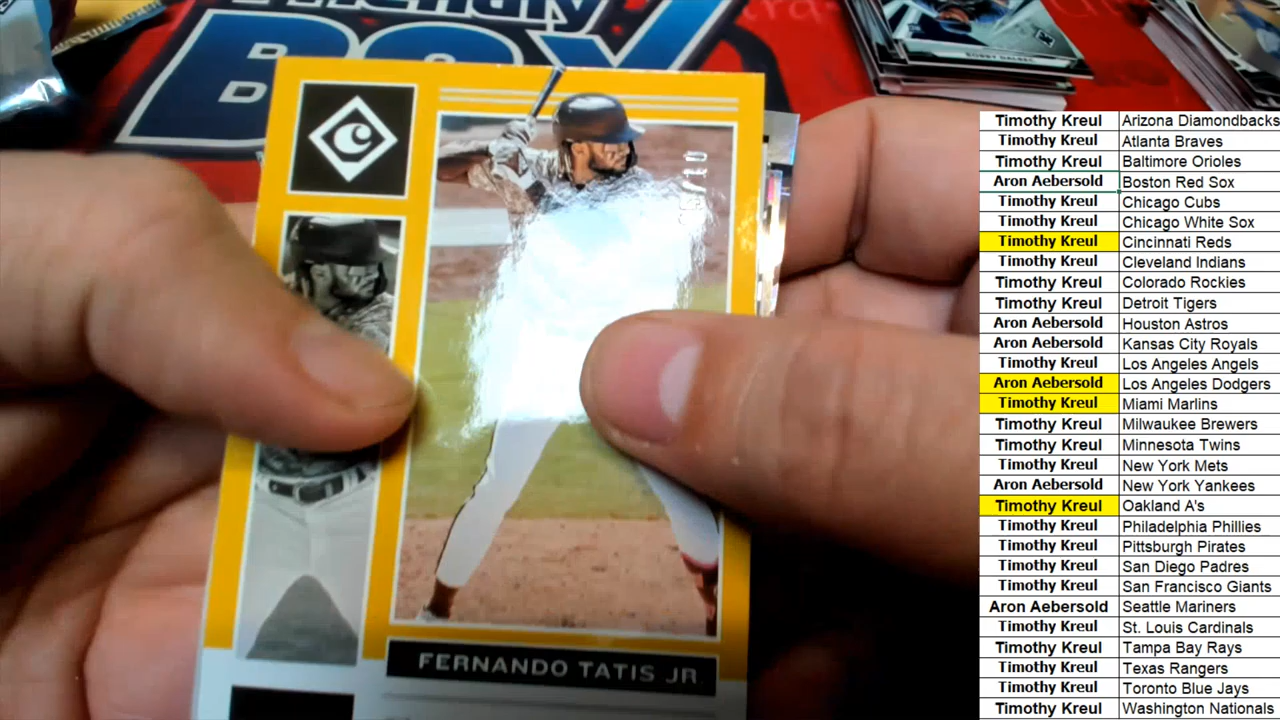 Friendly
BOX
BOBBY DALBEC
C
/10
FERNANDO TATIS JR.
Timothy Kreul Arizona Diamondbacks
Timothy Kreul Atlanta Braves
Timothy Kreul Baltimore Orioles
Aron Aebersold Boston Red Sox
Timothy Kreul Chicago Cubs
Timothy Kreul Chicago White Sox
Timothy Kreul Cincinnati Reds
Timothy Kreul Cleveland Indians
Timothy Kreul Colorado Rockies
Timothy Kreul Detroit Tigers
Aron Aebersold Houston Astros
Aron Aebersold Kansas City Royals
Timothy Kreul Los Angeles Angels
Aron Aebersold Los Angeles Dodgers
Timothy Kreul Miami Marlins
Timothy Kreul Milwaukee Brewers
Timothy Kreul Minnesota Twins
Timothy Kreul New York Mets
Aron Aebersold New York Yankees
Timothy Kreul Oakland A's
Timothy Kreul Philadelphia Phillies
Timothy Kreul Pittsburgh Pirates
Timothy Kreul San Diego Padres
Timothy Kreul San Francisco Giants
Aron Aebersold Seattle Mariners
Timothy Kreul St. Louis Cardinals
Timothy Kreul Tampa Bay Rays
Timothy Kreul Texas Rangers
Timothy Kreul Toronto Blue Jays
Timothy Kreul Washington Nationals